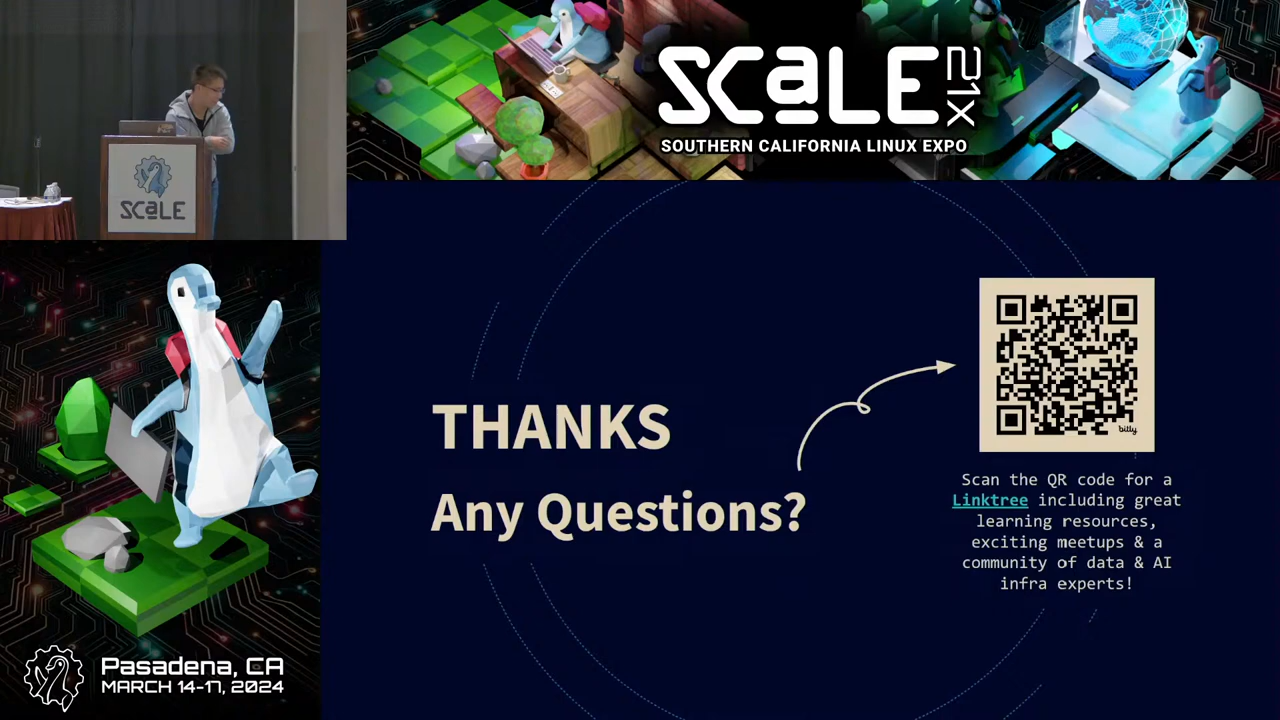 SCaLE 21X
SOUTHERN CALIFORNIA LINUX EXPO
SCaLE
THANKS
Any Questions?
bitly
Scan the QR code for a
Linktree including great
learning resources,
exciting meetups & a
community of data & AI
infra experts!
Pasadena, CA
MARCH 14-17, 2024